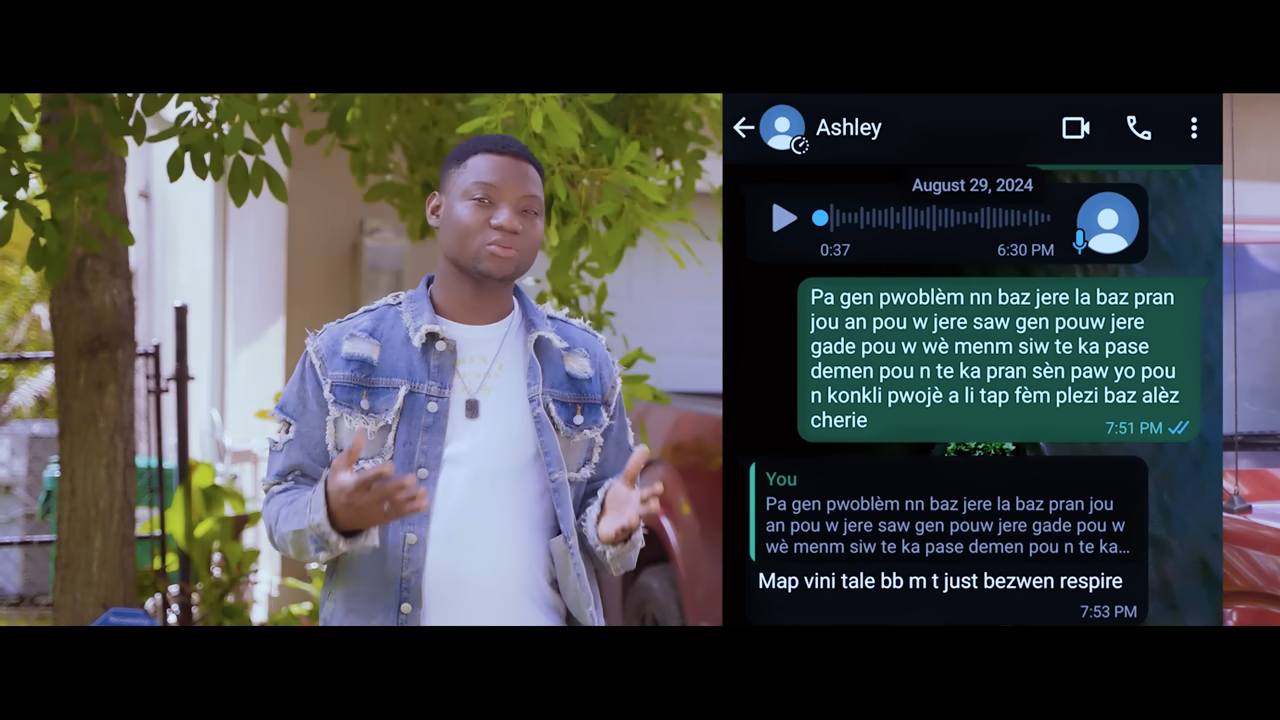 Ashley
August 29, 2024
0:37
6:30 PM
Pa gen pwoblèm nn baz jere la baz pran
jou an pou w jere saw gen pouw jere
gade pou w wè menm siw te ka pase
demen pou n te ka pran sèn paw yo pou
n konkli pwojè a li tap fèm plezi baz alèz
cherie
7:51 PM
You
Pa gen pwoblèm nn baz jere la baz pran jou
an pou w jere saw gen pouw jere gade pou w
wè menm siw te ka pase demen pou n te ka...
Map vini tale bb m t just bezwen respire
7:53 PM